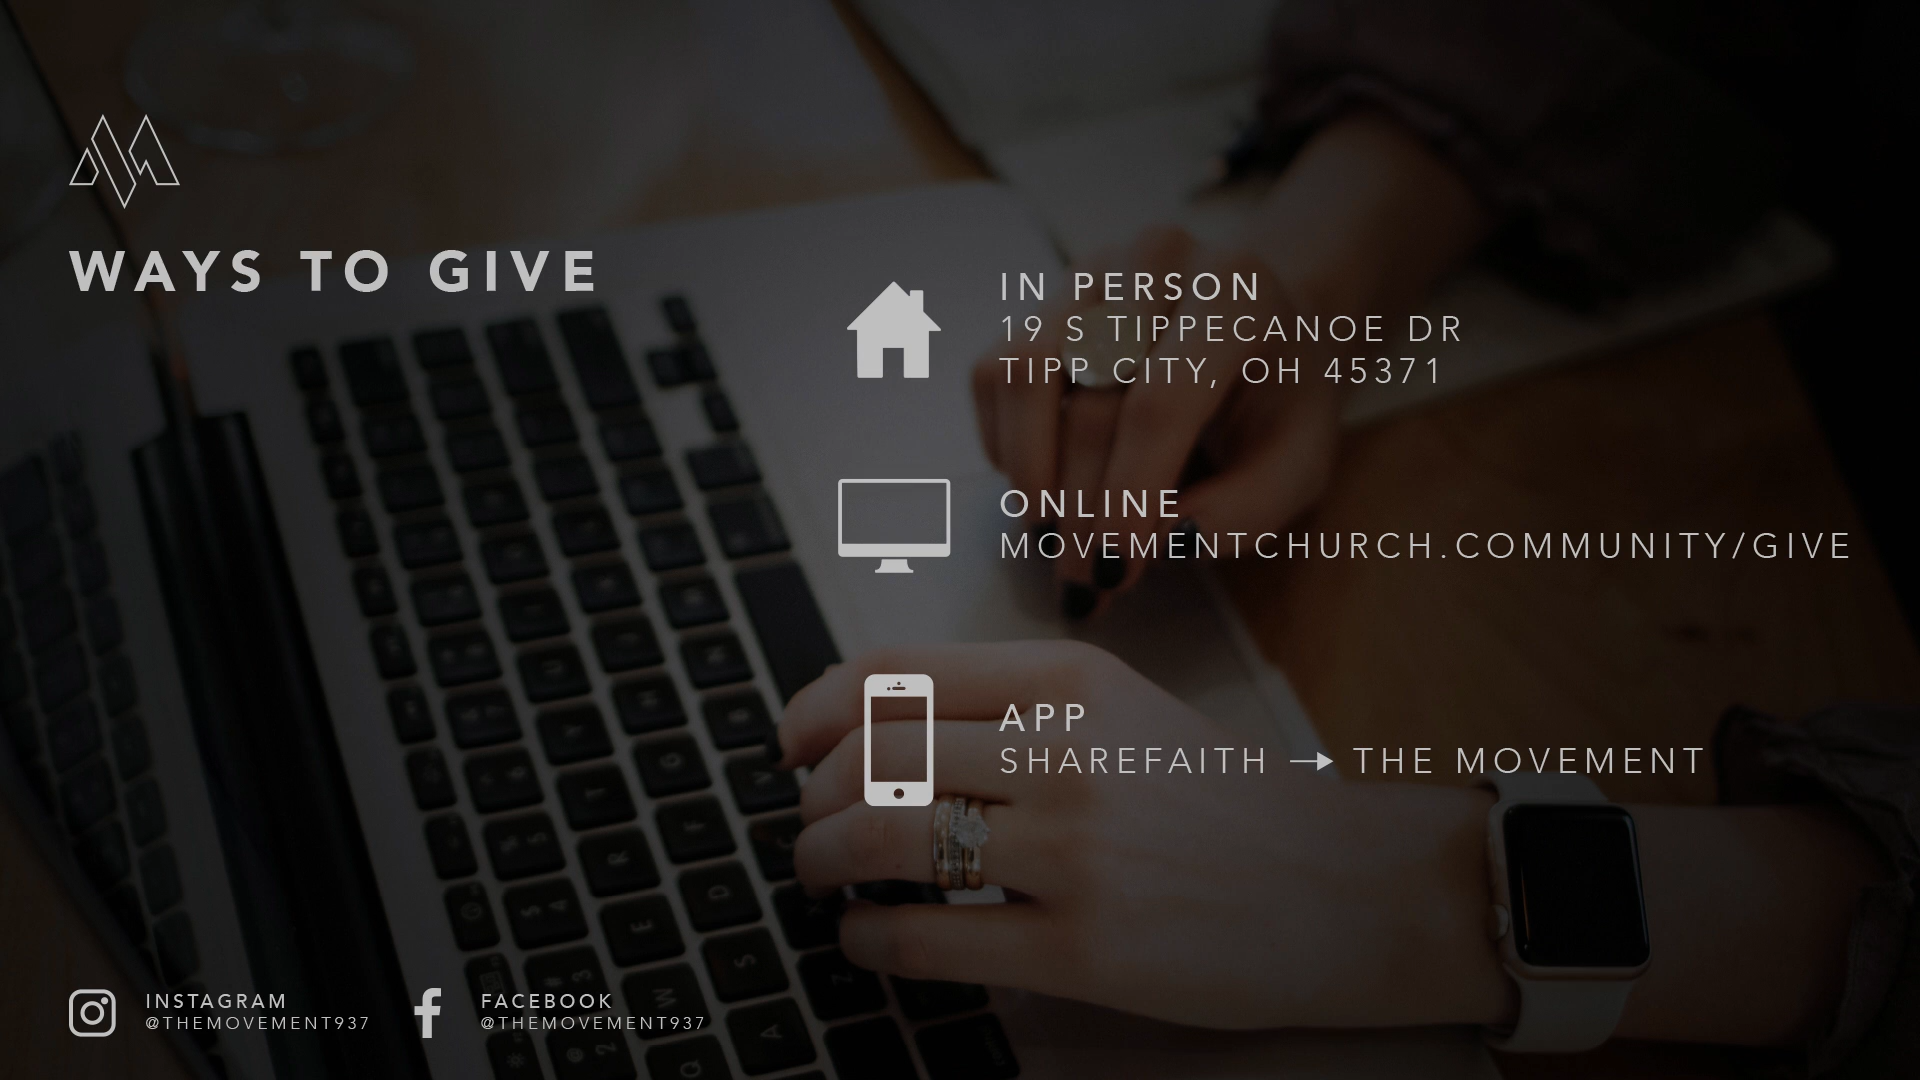 WAYS TO GIVE
IN PERSON
19 S TIPPECANOE DR
TIPP CITY, OH 45371
ONLINE
MOVEMENTCHURCH.COMMUNITY/GIVE
APP
SHAREFAITH → THE MOVEMENT
INSTAGRAM
@THEMOVEMENT937
FACEBOOK
@THEMOVEMENT937